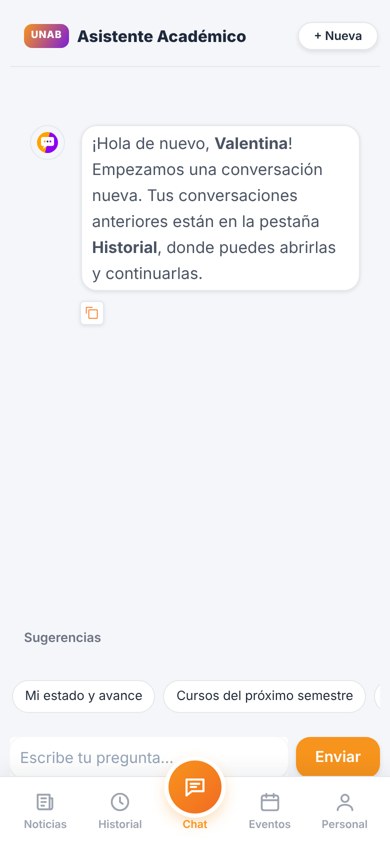 UNAB Asistente Académico + Nueva
¡Hola de nuevo, Valentina!
Empezamos una conversación
nueva. Tus conversaciones
anteriores están en la pestaña
Historial, donde puedes abrirlas
y continuarlas.
Sugerencias
Mi estado y avance Cursos del próximo semestre
Escribe tu pregunta... Enviar
Noticias Historial Chat Eventos Personal